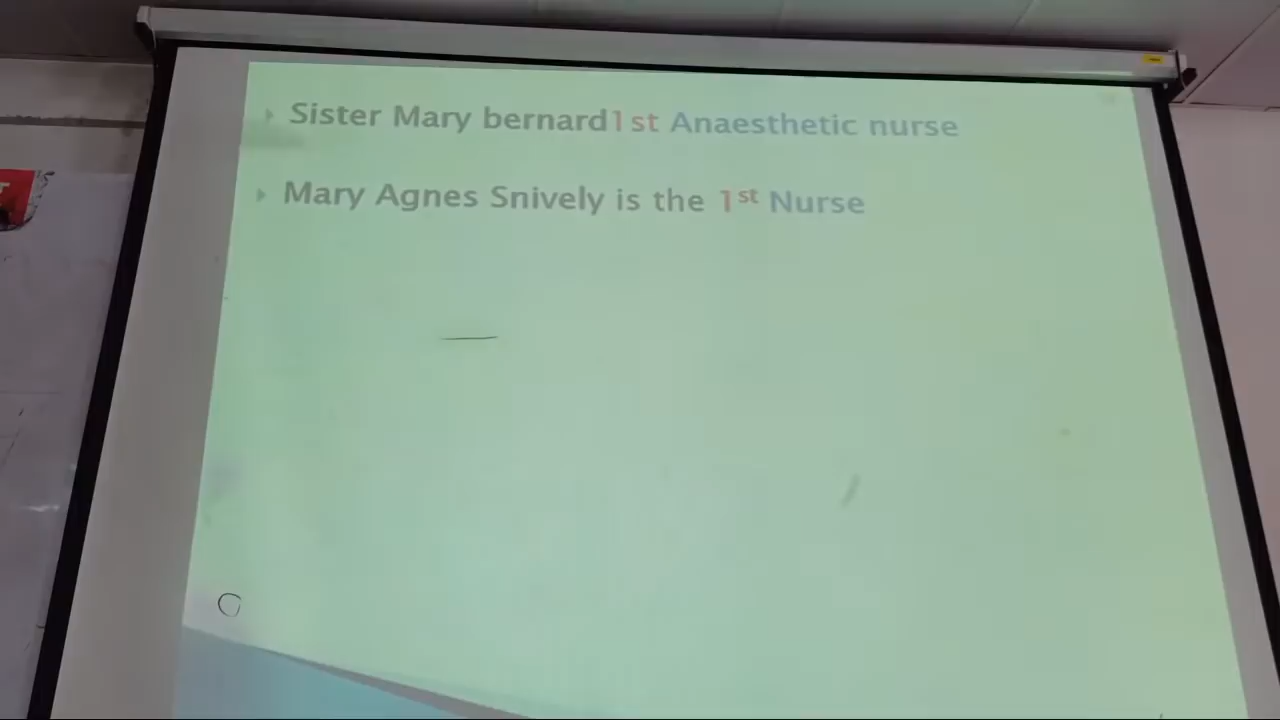 Sister Mary bernard1st Anaesthetic nurse
Mary Agnes Snively is the 1st Nurse